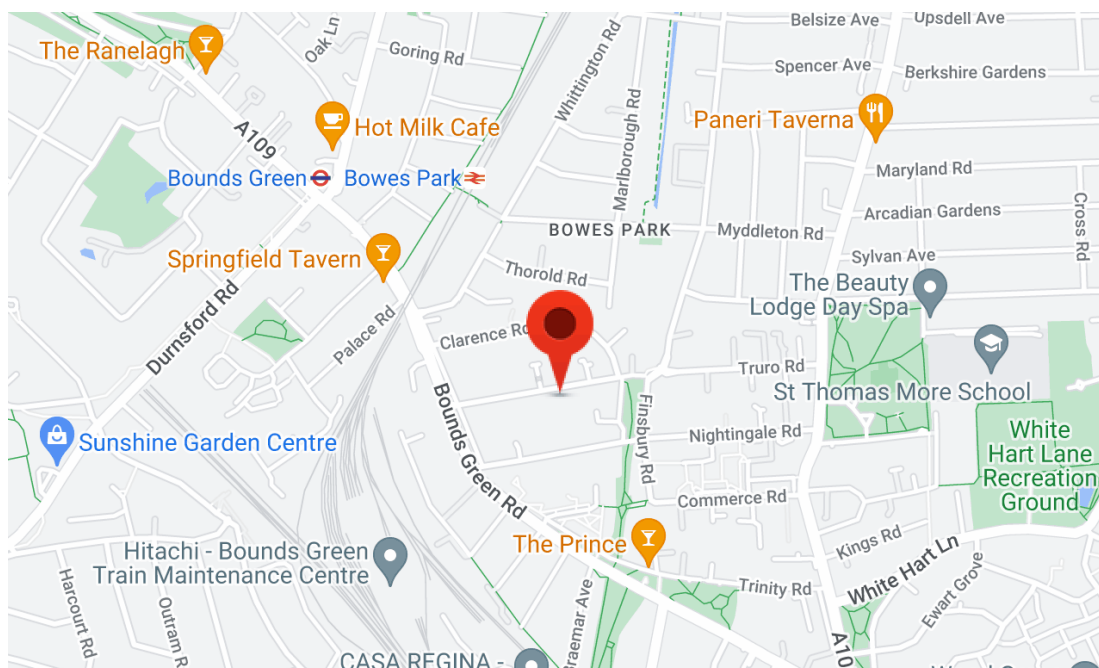 Belsize Ave
Upsdell Ave
The Ranelagh
Oak Ln
Goring Rd
Whittington Rd
Spencer Ave
Berkshire Gardens
Marlborough Rd
A109
Hot Milk Cafe
Paneri Taverna
Bounds Green
Bowes Park
Maryland Rd
Arcadian Gardens
Cross Rd
BOWES PARK
Myddleton Rd
Springfield Tavern
Thorold Rd
Sylvan Ave
The Beauty
Lodge Day Spa
Durnsford Rd
Palace Rd
Clarence Rd
Truro Rd
St Thomas More School
Bounds Green Rd
Finsbury Rd
Sunshine Garden Centre
Nightingale Rd
White
Hart Lane
Recreation
Ground
Commerce Rd
The Prince
Kings Rd
White Hart Ln
Hitachi - Bounds Green
Train Maintenance Centre
Trinity Rd
Ewart Grove
Harcourt Rd
Outram R
Braemar Ave
A10
CASA REGINA -